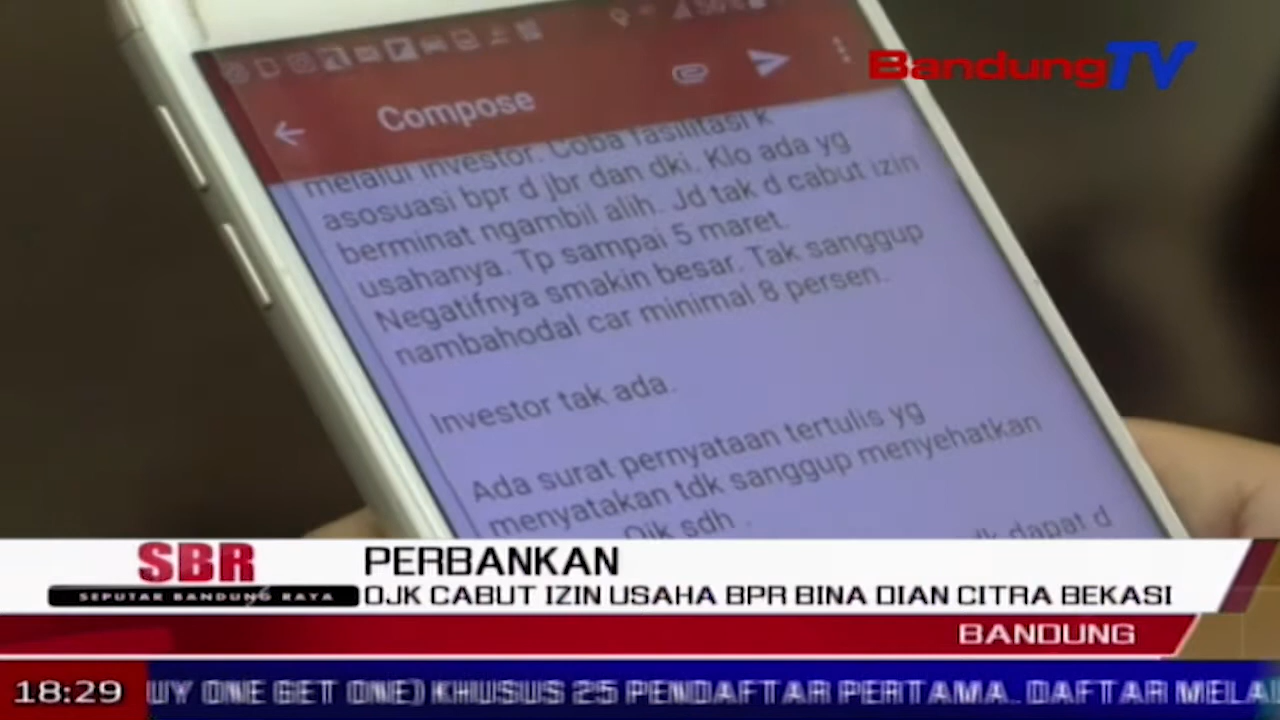 BandungTV
Compose
melalui investor. Coba fasilitasi k
asosuasi bpr d jbr dan dki. Klo ada yg
berminat ngambil alih. Jd tak d cabut izin
usahanya. Tp sampai 5 maret.
Negatifnya smakin besar. Tak sanggup
nambahodal car minimal 8 persen.
Investor tak ada.
Ada surat pernyataan tertulis yg
menyatakan tdk sanggup menyehatkan
Ojk sdh .
dapat d
SBR
SEPUTAR BANDUNG RAYA
PERBANKAN
OJK CABUT IZIN USAHA BPR BINA DIAN CITRA BEKASI
BANDUNG
18:29
UY ONE GET ONE) KHUSUS 25 PENDAFTAR PERTAMA. DAFTAR MELA